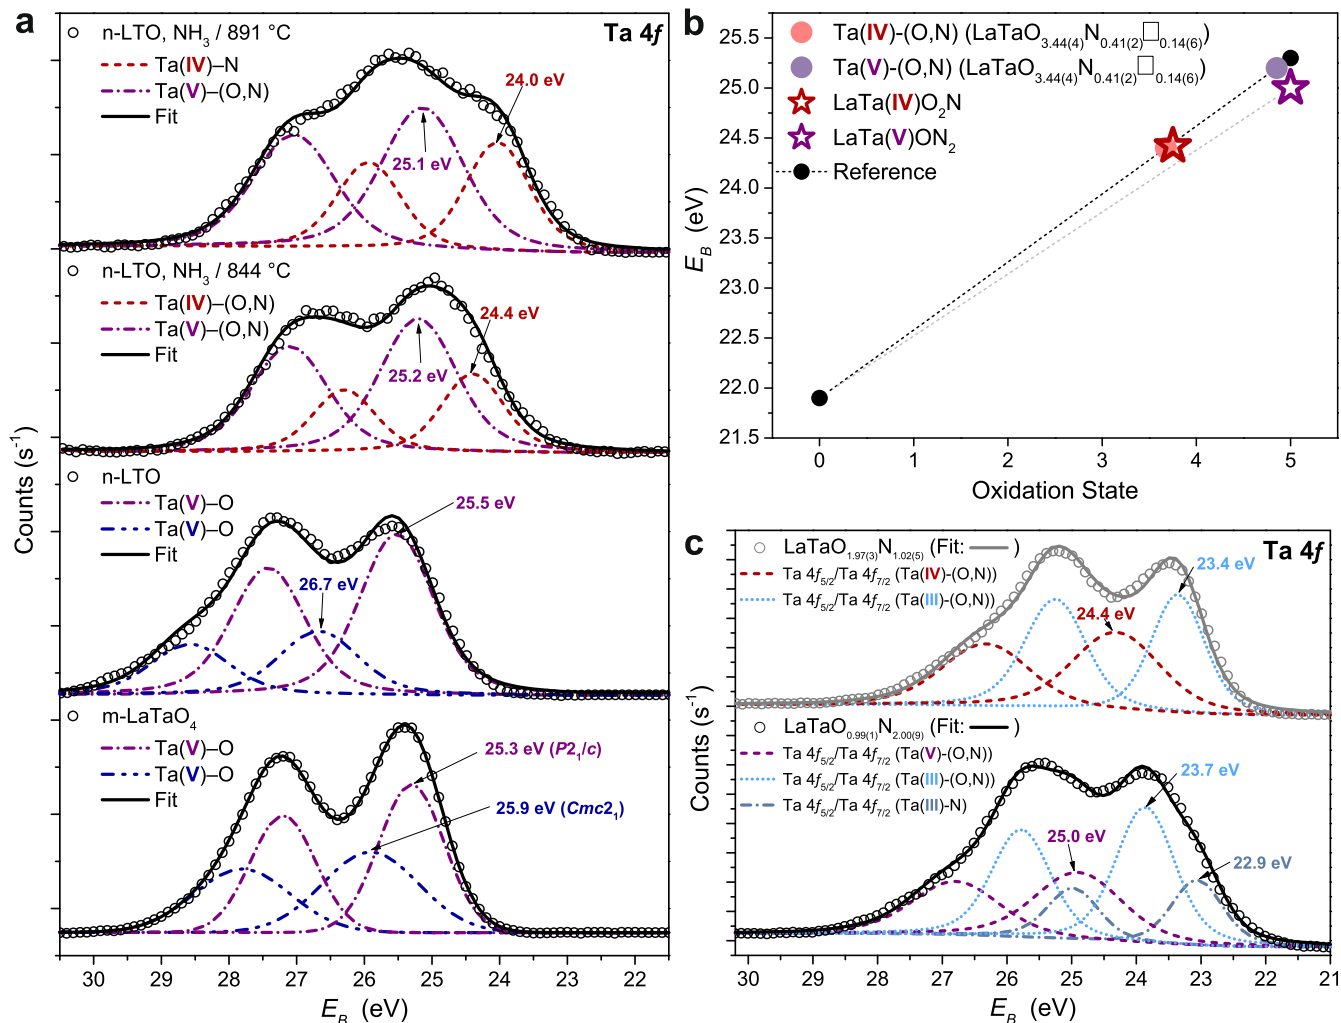 a
n-LTO, NH3 / 891 °C
Ta 4f
Ta(IV)–N
Ta(V)–(O,N)
Fit
24.0 eV
25.1 eV
n-LTO, NH3 / 844 °C
Ta(IV)–(O,N)
Ta(V)–(O,N)
Fit
24.4 eV
25.2 eV
n-LTO
Ta(V)–O
Ta(V)–O
Fit
25.5 eV
26.7 eV
m-LaTaO4
Ta(V)–O
Ta(V)–O
Fit
25.3 eV (P21/c)
25.9 eV (Cmc21)
Counts (s-1)
30 29 28 27 26 25 24 23 22
EB (eV)
b
Ta(IV)-(O,N) (LaTaO3.44(4)N0.41(2)□0.14(6))
Ta(V)-(O,N) (LaTaO3.44(4)N0.41(2)□0.14(6))
LaTa(IV)O2N
LaTa(V)ON2
Reference
25.5
25.0
24.5
24.0
23.5
23.0
22.5
22.0
21.5
EB (eV)
0 1 2 3 4 5
Oxidation State
c
LaTaO1.97(3)N1.02(5) (Fit: )
Ta 4f
Ta 4f5/2/Ta 4f7/2 (Ta(IV)-(O,N))
Ta 4f5/2/Ta 4f7/2 (Ta(III)-(O,N))
23.4 eV
24.4 eV
LaTaO0.99(1)N2.00(9) (Fit: )
Ta 4f5/2/Ta 4f7/2 (Ta(V)-(O,N))
Ta 4f5/2/Ta 4f7/2 (Ta(III)-(O,N))
Ta 4f5/2/Ta 4f7/2 (Ta(III)-N)
23.7 eV
25.0 eV
22.9 eV
Counts (s-1)
30 29 28 27 26 25 24 23 22 21
EB (eV)